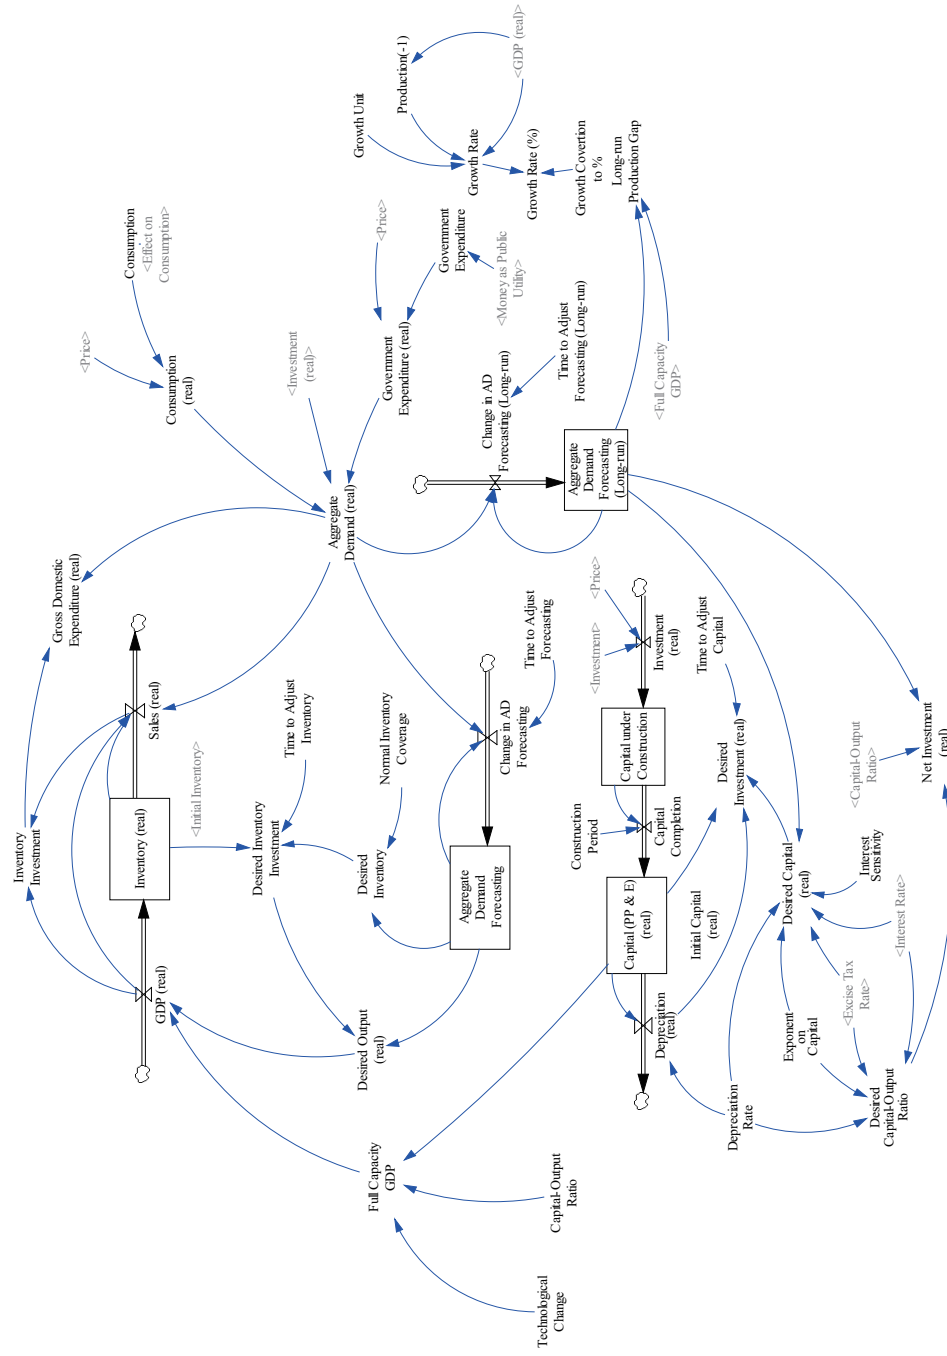 Inventory
Investment
Gross Domestic
Expenditure (real)
GDP (real)
Inventory (real)
Sales (real)
<Initial Inventory>
Desired Inventory
Investment
Time to Adjust
Inventory
Desired Output
(real)
Desired
Inventory
Normal Inventory
Coverage
Full Capacity
GDP
Technological
Change
Capital-Output
Ratio
Aggregate
Demand
Forecasting
Change in AD
Forecasting
Time to Adjust
Forecasting
Aggregate
Demand (real)
<Price>
Consumption
<Effect on
Consumption>
Consumption
(real)
<Investment
(real)>
Government
Expenditure (real)
<Price>
Government
Expenditure
<Money as Public
Utility>
Growth Unit
Production(-1)
<GDP (real)>
Growth Rate
Growth Rate (%)
Growth Covertion
to %
Long-run
Production Gap
Change in AD
Forecasting (Long-run)
Time to Adjust
Forecasting (Long-run)
Aggregate
Demand
Forecasting
(Long-run)
<Full Capacity
GDP>
Depreciation
(real)
Capital (PP & E)
(real)
Construction
Period
Capital
Completion
Capital under
Construction
<Investment>
<Price>
Investment
(real)
Initial Capital
(real)
Desired
Investment (real)
Time to Adjust
Capital
Depreciation
Rate
Exponent
on
Capital
Desired Capital
(real)
<Excise Tax
Rate>
Interest
Sensitivity
<Interest Rate>
Desired
Capital-Output
Ratio
<Capital-Output
Ratio>
Net Investment
(real)